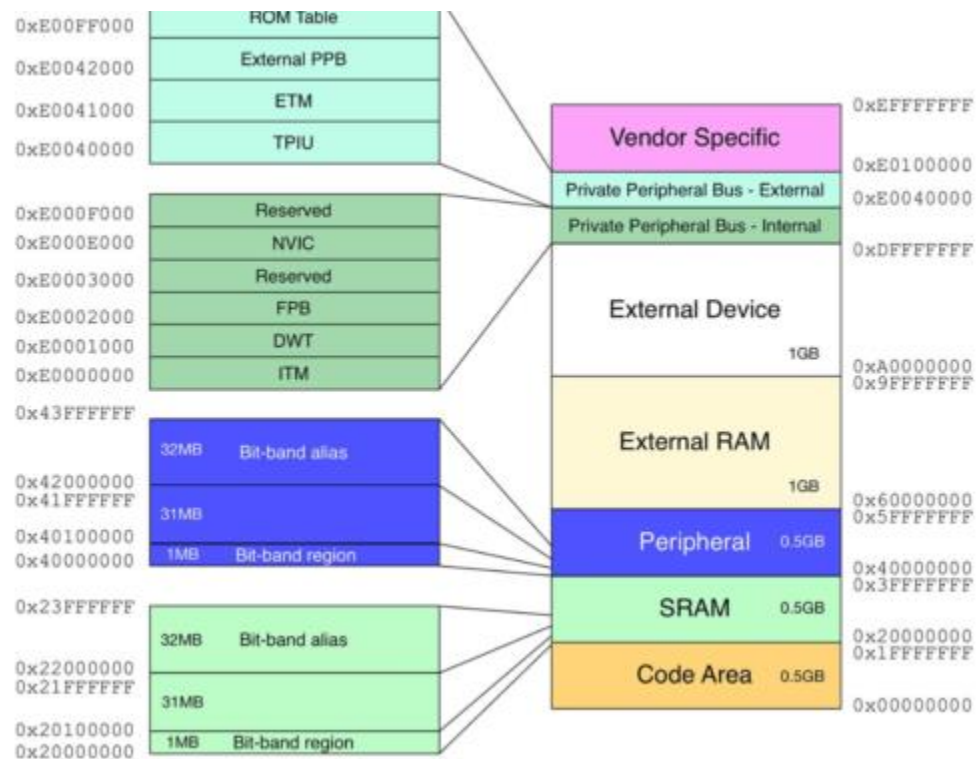 0xE00FF000 ROM Table
0xE0042000 External PPB
0xE0041000 ETM
0xE0040000 TPIU
0xE000F000 Reserved
0xE000E000 NVIC
0xE0003000 Reserved
0xE0002000 FPB
0xE0001000 DWT
0xE0000000 ITM
0x43FFFFFF
32MB Bit-band alias
0x42000000
0x41FFFFFF
31MB
0x40100000
1MB Bit-band region
0x40000000
0x23FFFFFF
32MB Bit-band alias
0x22000000
0x21FFFFFF
31MB
0x20100000
1MB Bit-band region
0x20000000
0xEFFFFFFF
Vendor Specific
0xE0100000
Private Peripheral Bus - External
0xE0040000
Private Peripheral Bus - Internal
0xDFFFFFFF
External Device
1GB
0xA0000000
0x9FFFFFFF
External RAM
1GB
0x60000000
0x5FFFFFFF
Peripheral 0.5GB
0x40000000
0x3FFFFFFF
SRAM 0.5GB
0x20000000
0x1FFFFFFF
Code Area 0.5GB
0x00000000